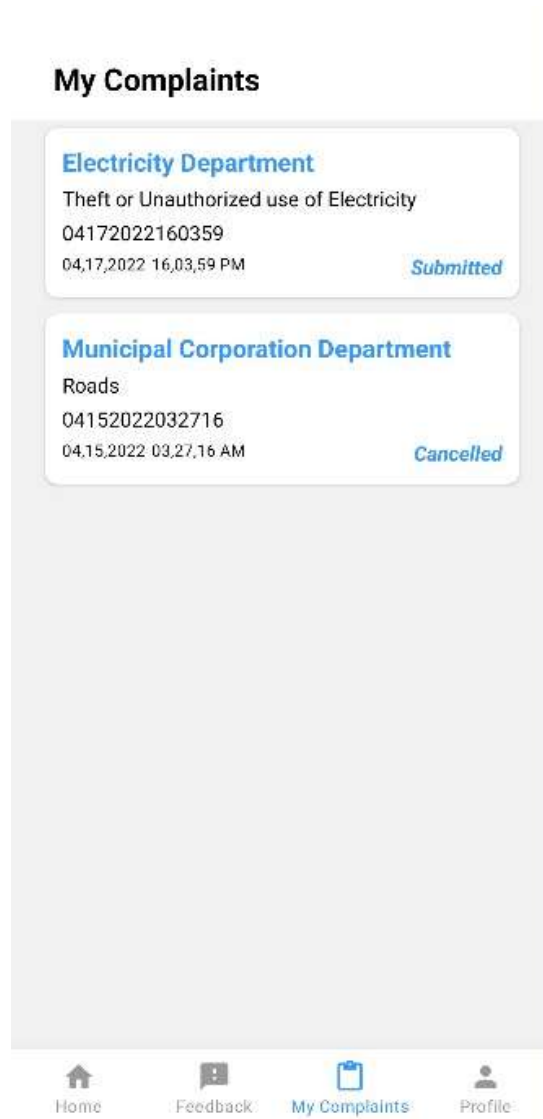 My Complaints
Electricity Department
Theft or Unauthorized use of Electricity
04172022160359
04,17,2022 16,03,59 PM
Submitted
Municipal Corporation Department
Roads
04152022032716
04,15,2022 03,27,16 AM
Cancelled
Home Feedback My Complaints Profile